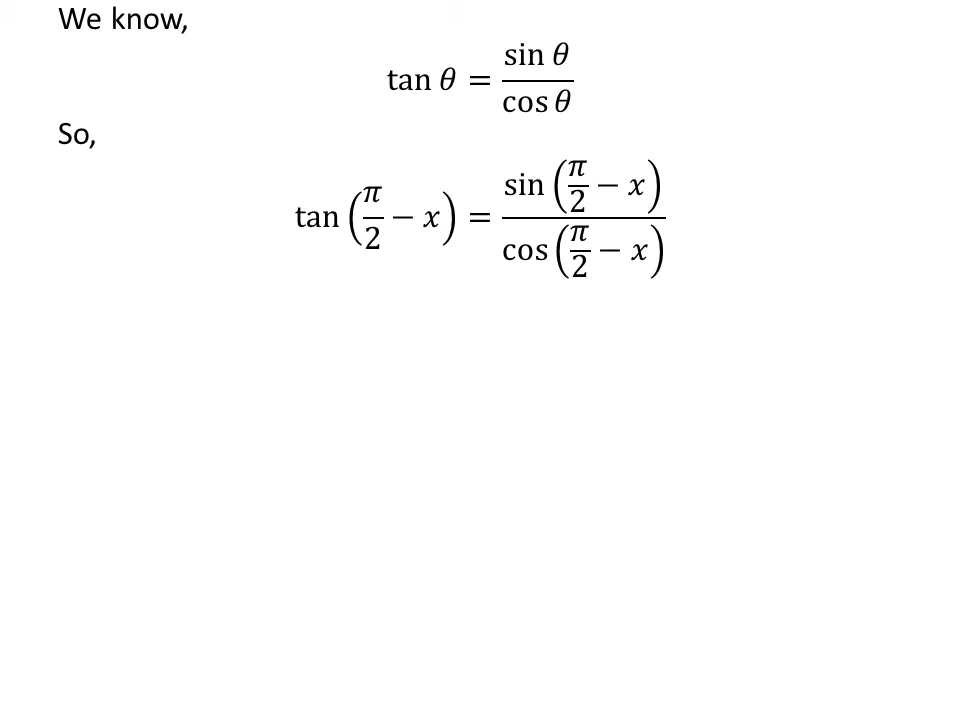 We know,
tan θ = sin θ / cos θ
So,
tan (π/2 − x) = sin (π/2 − x) / cos (π/2 − x)